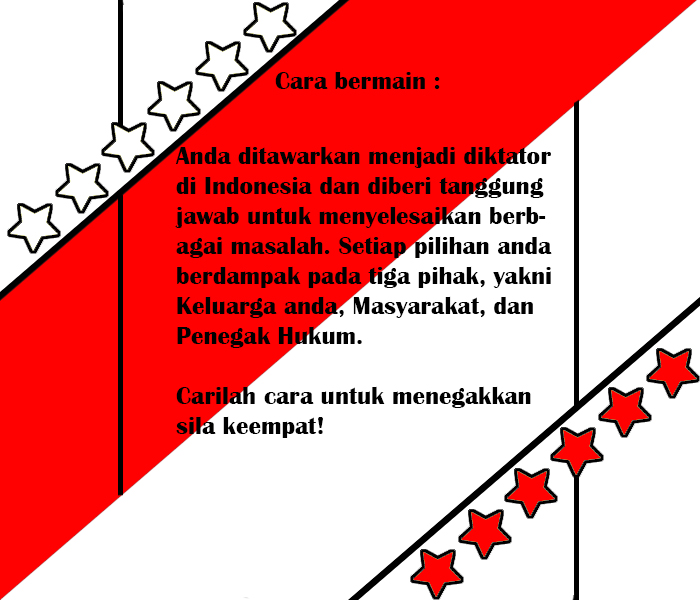 Cara bermain :
Anda ditawarkan menjadi diktator
di Indonesia dan diberi tanggung
jawab untuk menyelesaikan berb-
agai masalah. Setiap pilihan anda
berdampak pada tiga pihak, yakni
Keluarga anda, Masyarakat, dan
Penegak Hukum.
Carilah cara untuk menegakkan
sila keempat!